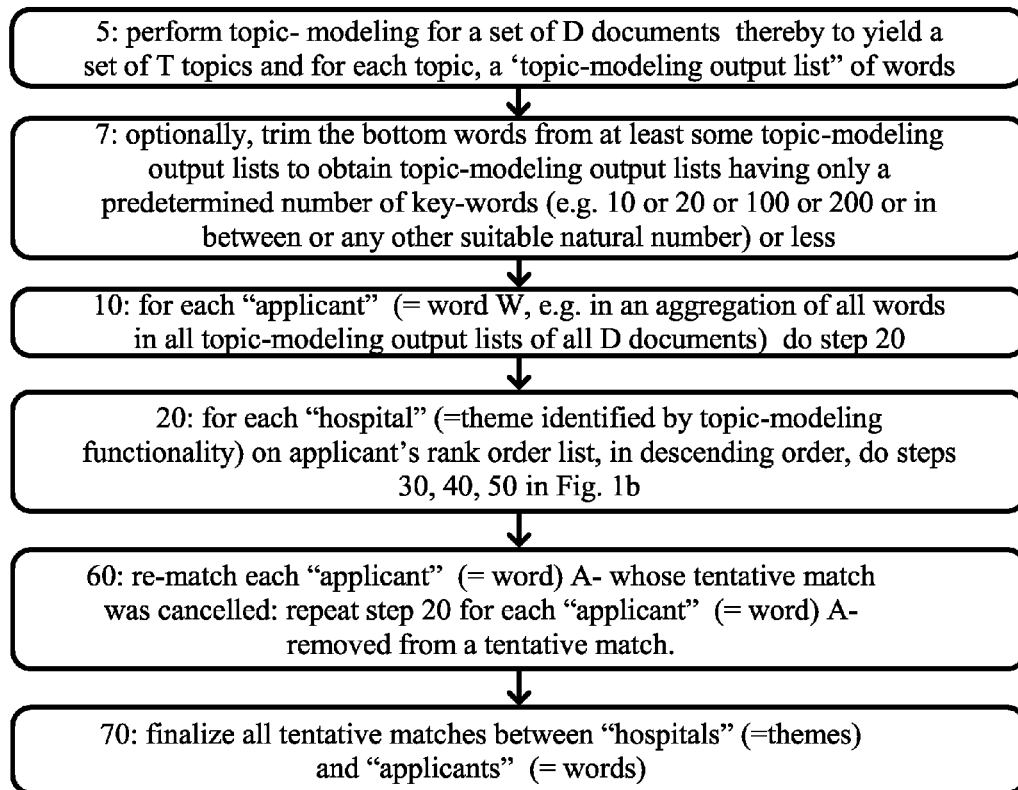 5: perform topic- modeling for a set of D documents thereby to yield a
set of T topics and for each topic, a ‘topic-modeling output list” of words
7: optionally, trim the bottom words from at least some topic-modeling
output lists to obtain topic-modeling output lists having only a
predetermined number of key-words (e.g. 10 or 20 or 100 or 200 or in
between or any other suitable natural number) or less
10: for each “applicant” (= word W, e.g. in an aggregation of all words
in all topic-modeling output lists of all D documents) do step 20
20: for each “hospital” (=theme identified by topic-modeling
functionality) on applicant’s rank order list, in descending order, do steps
30, 40, 50 in Fig. 1b
60: re-match each “applicant” (= word) A- whose tentative match
was cancelled: repeat step 20 for each “applicant” (= word) A-
removed from a tentative match.
70: finalize all tentative matches between “hospitals” (=themes)
and “applicants” (= words)